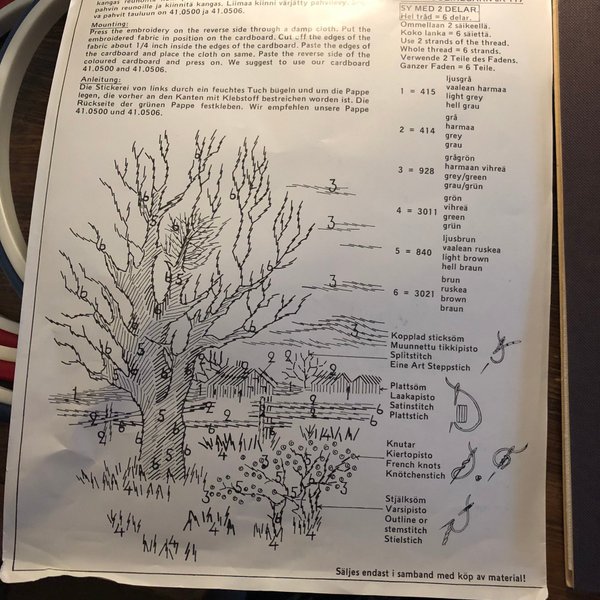 kangas reunoille ja kiinnitä kangas. Liimaa kiinni värjätty pahvilevy.
va pahvit tauluun on 41.0500 ja 41.0506.
Mounting:
Press the embroidery on the reverse side through a damp cloth. Put the
embroidered fabric in position on the cardboard. Cut off the edges of the
fabric about 1/4 inch inside the edges of the cardboard. Paste the edges of
the cardboard and place the cloth on same. Paste the reverse side of the
coloured cardboard and press on. We suggest to use our cardboard
41.0500 and 41.0506.
Anleitung:
Die Stickerei von links durch ein feuchtes Tuch bügeln und um die Pappe
legen, die vorher an den Kanten mit Klebstoff bestreichen worden ist. Die
Rückseite der grünen Pappe festkleben. Wir empfehlen unsere Pappe
41.0500 und 41.0506.
SY MED 2 DELAR
Hel tråd = 6 delar.
Ommellaan 2 säikeellä.
Koko lanka = 6 säiettä.
Use 2 strands of the thread.
Whole thread = 6 strands.
Verwende 2 Teile des Fadens.
Ganzer Faden = 6 Teile.
ljusgrå
1 = 415 vaalean harmaa
light grey
hell grau
grå
2 = 414 harmaa
grey
grau
grågrön
3 = 928 harmaan vihreä
grey/green
grau/grün
grön
4 = 3011 vihreä
green
grün
ljusbrun
5 = 840 vaalean ruskea
light brown
hell braun
brun
6 = 3021 ruskea
brown
braun
Kopplad sticksöm
Muunnettu tikkipisto
Splitstitch
Eine Art Steppstich
Plattsöm
Laakapisto
Satinstitch
Plattstich
Knutar
Kiertopisto
French knots
Knötchenstich
Stjälksöm
Varsipisto
Outline or
stemstitch
Stielstich
Säljes endast i samband med köp av material!